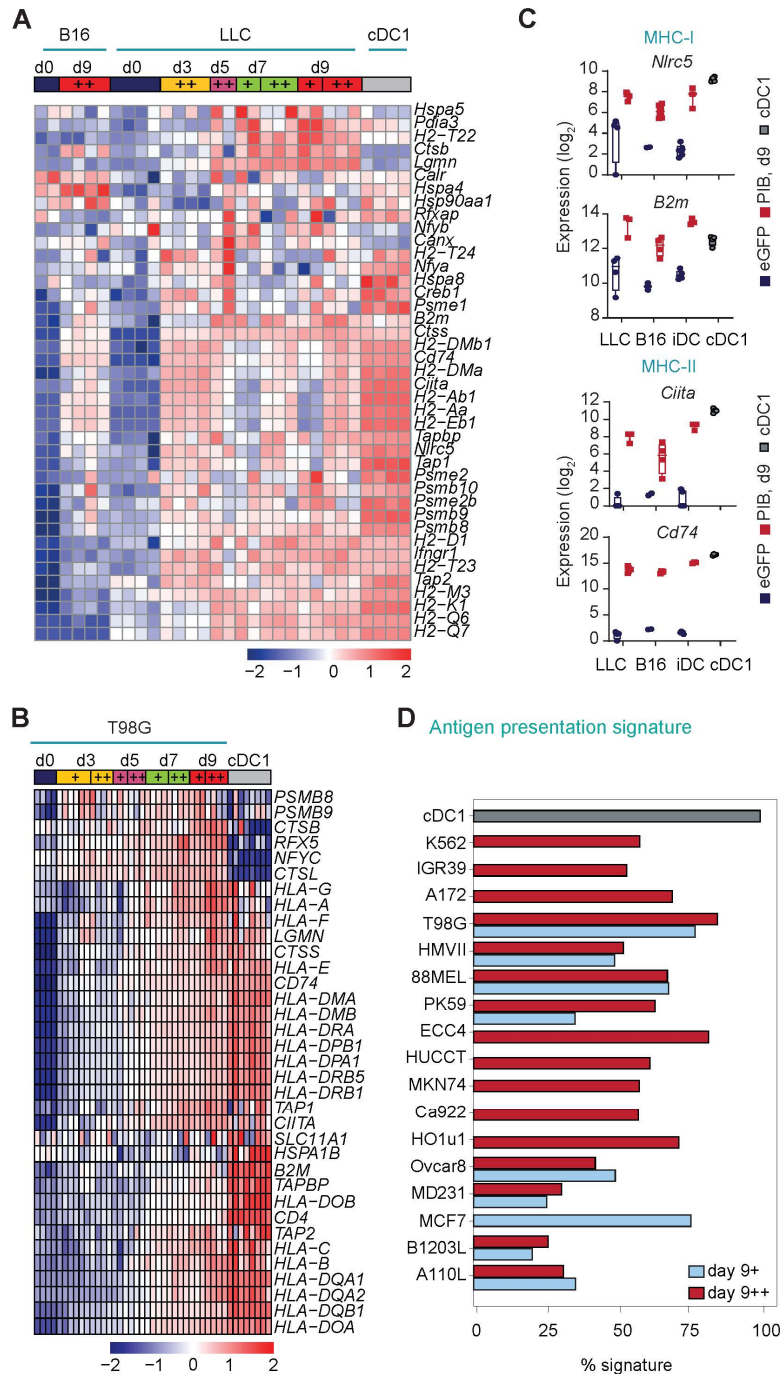 A
B16
LLC
cDC1
d0
d9
d0
d3
d5
d7
d9
++
++
++
+
++
+
++
Hspa5
Pdia3
H2-T22
Ctsb
Lgmn
Calr
Hspa4
Hsp90aa1
Rfxap
Nfyb
Canx
H2-T24
Nfya
Hspa8
Creb1
Psme1
B2m
Ctss
H2-DMb1
Cd74
H2-DMa
Ciita
H2-Ab1
H2-Aa
H2-Eb1
Tapbp
Nlrc5
Tap1
Psme2
Psmb10
Psme2b
Psmb9
Psmb8
H2-D1
Ifngr1
H2-T23
Tap2
H2-M3
H2-K1
H2-Q6
H2-Q7
−2 −1 0 1 2
B
T98G
d0
d3
d5
d7
d9
cDC1
+
++
+
++
+
++
+
++
PSMB8
PSMB9
CTSB
RFX5
NFYC
CTSL
HLA−G
HLA−A
HLA−F
LGMN
CTSS
HLA−E
CD74
HLA−DMA
HLA−DMB
HLA−DRA
HLA−DPB1
HLA−DPA1
HLA−DRB5
HLA−DRB1
TAP1
CIITA
SLC11A1
HSPA1B
B2M
TAPBP
HLA−DOB
CD4
TAP2
HLA−C
HLA−B
HLA−DQA1
HLA−DQA2
HLA−DQB1
HLA−DOA
−2 −1 0 1 2
C
MHC-I
Nlrc5
10
8
6
4
2
0
Expression (log2)
B2m
14
12
10
8
LLC B16 iDC cDC1
eGFP PIB, d9 cDC1
MHC-II
Ciita
12
10
8
6
4
2
0
Expression (log2)
Cd74
20
15
10
5
0
LLC B16 iDC cDC1
eGFP PIB, d9 cDC1
D
Antigen presentation signature
cDC1
K562
IGR39
A172
T98G
HMVII
88MEL
PK59
ECC4
HUCCT
MKN74
Ca922
HO1u1
Ovcar8
MD231
MCF7
B1203L
A110L
day 9+
day 9++
0 25 50 75 100
% signature